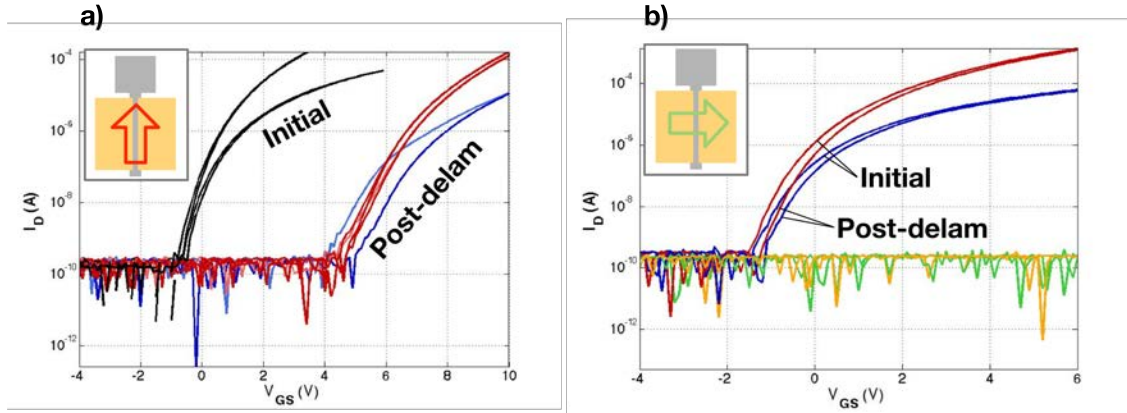 a)
10⁻⁴
10⁻⁶
10⁻⁸
10⁻¹⁰
10⁻¹²
I_D (A)
Initial
Post-delam
-4
-2
0
2
4
6
8
10
V_GS (V)
b)
10⁻⁴
10⁻⁶
10⁻⁸
10⁻¹⁰
10⁻¹²
I_D (A)
Initial
Post-delam
-4
-2
0
2
4
6
V_GS (V)